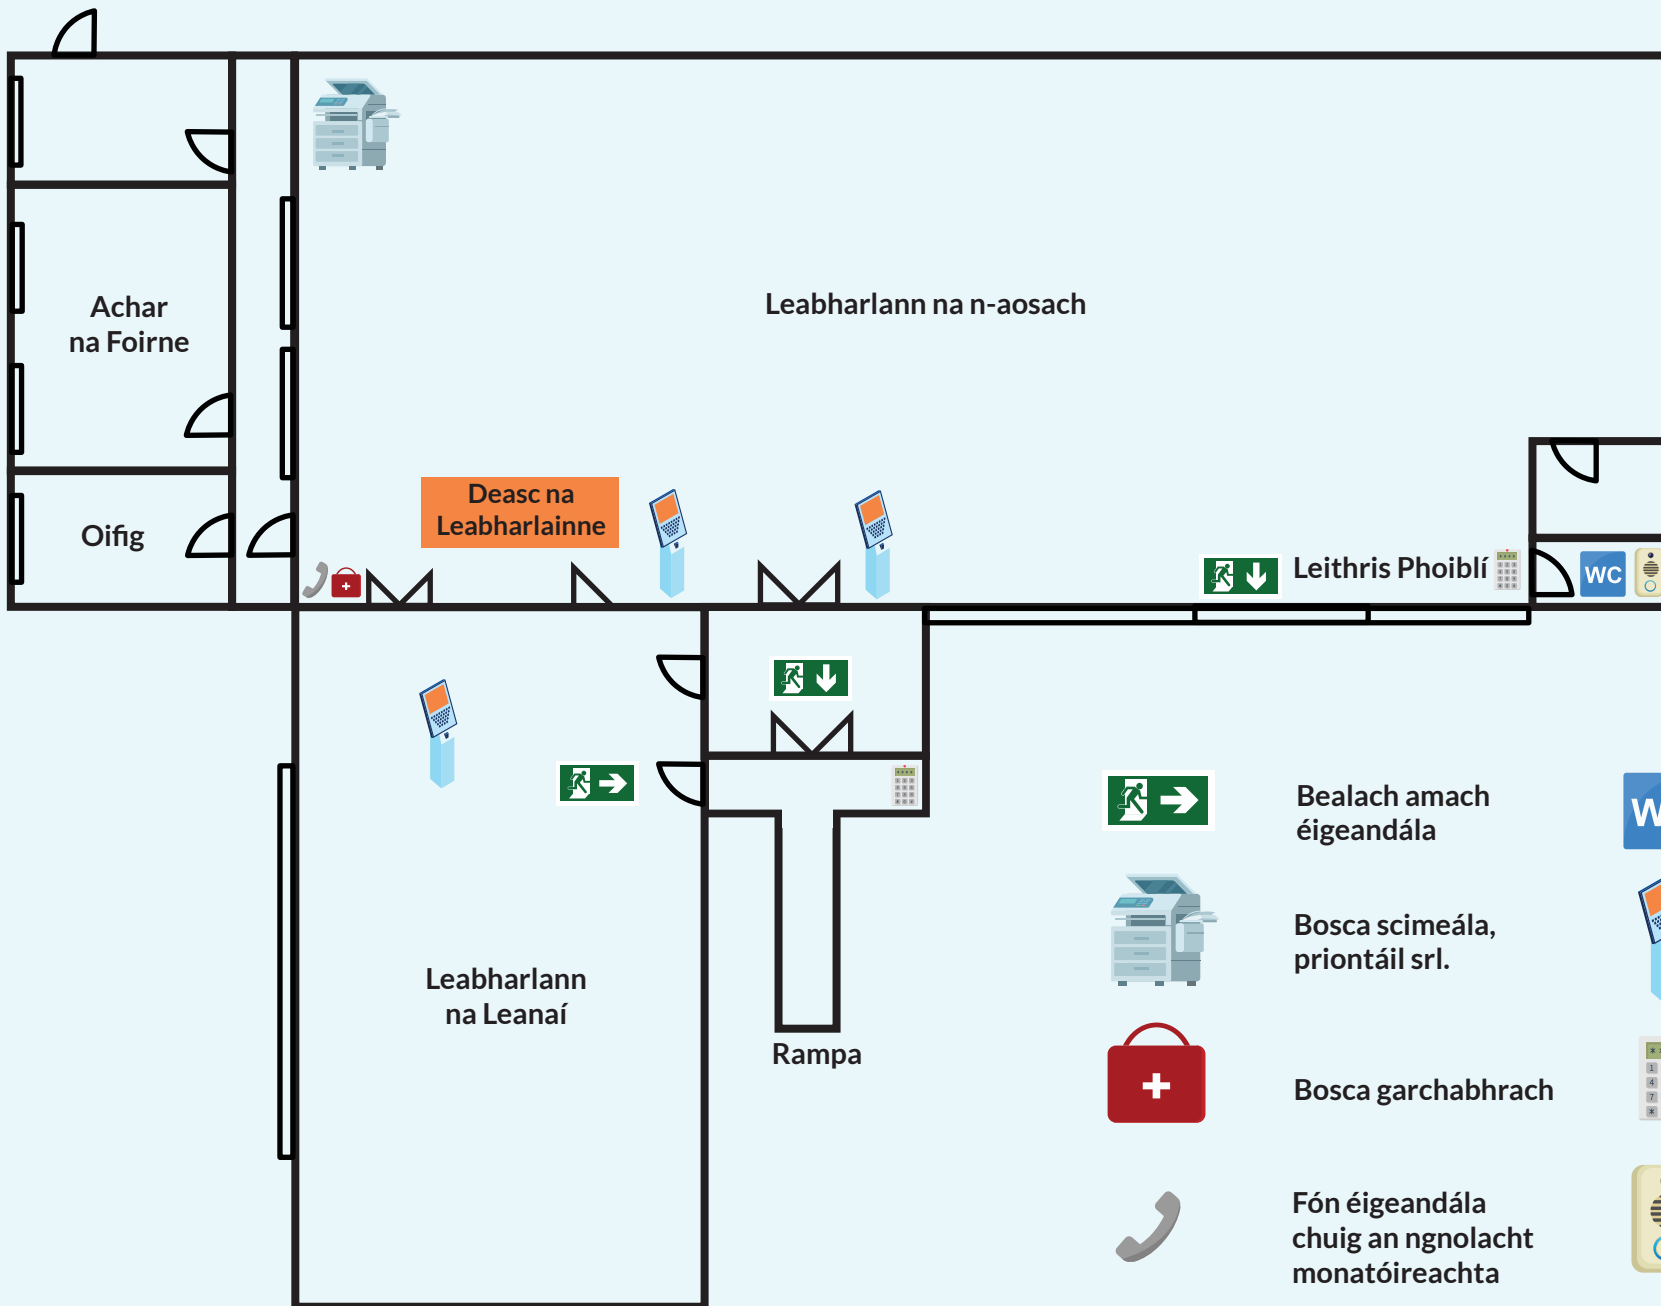 Achar
na Foirne
Leabharlann na n-aosach
Deasc na
Leabharlainne
Oifig
Leithris Phoiblí
WC
Leabharlann
na Leanaí
Rampa
Bealach amach
éigeandála
W
Bosca scimeála,
priontáil srl.
Bosca garchabhrach
Fón éigeandála
chuig an ngnolacht
monatóireachta